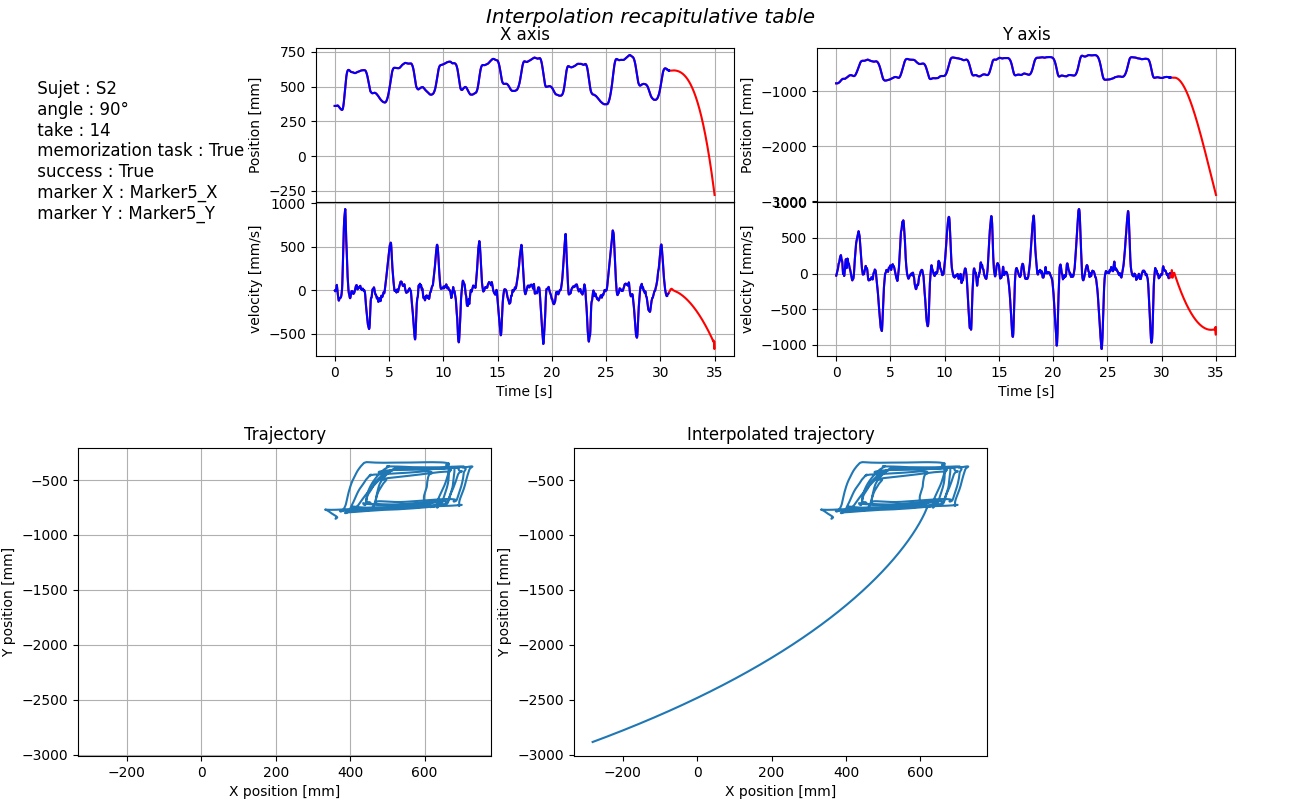 Interpolation recapitulative table
X axis
Y axis
Sujet : S2
angle : 90°
take : 14
memorization task : True
success : True
marker X : Marker5_X
marker Y : Marker5_Y
Position [mm]
750
500
250
0
−250
velocity [mm/s]
1000
500
0
−500
0
5
10
15
20
25
30
35
Time [s]
Position [mm]
−1000
−2000
−3000
velocity [mm/s]
1000
500
0
−500
−1000
0
5
10
15
20
25
30
35
Time [s]
Trajectory
Y position [mm]
−500
−1000
−1500
−2000
−2500
−3000
−200
0
200
400
600
X position [mm]
Interpolated trajectory
Y position [mm]
−500
−1000
−1500
−2000
−2500
−3000
−200
0
200
400
600
X position [mm]